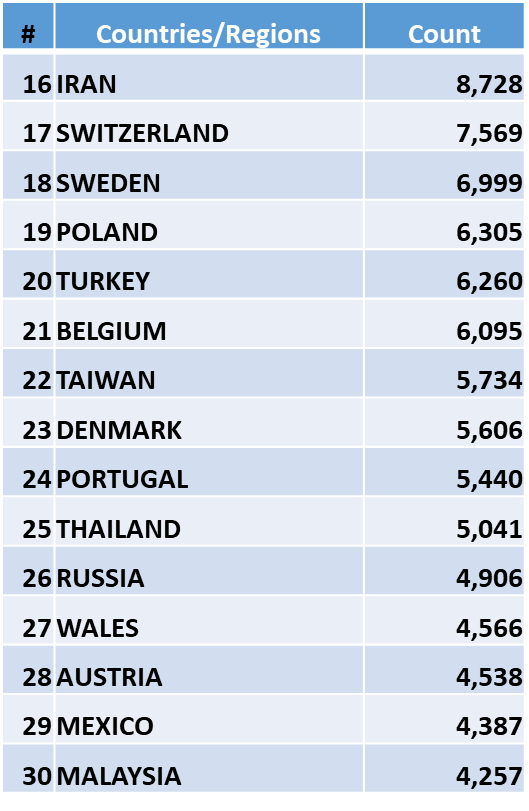 # Countries/Regions Count
16 IRAN 8,728
17 SWITZERLAND 7,569
18 SWEDEN 6,999
19 POLAND 6,305
20 TURKEY 6,260
21 BELGIUM 6,095
22 TAIWAN 5,734
23 DENMARK 5,606
24 PORTUGAL 5,440
25 THAILAND 5,041
26 RUSSIA 4,906
27 WALES 4,566
28 AUSTRIA 4,538
29 MEXICO 4,387
30 MALAYSIA 4,257